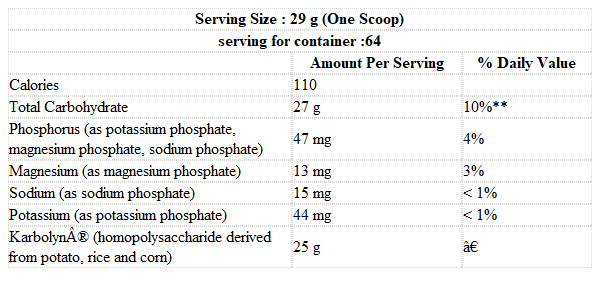 Serving Size : 29 g (One Scoop)
serving for container :64
Amount Per Serving % Daily Value
Calories 110
Total Carbohydrate 27 g 10%**
Phosphorus (as potassium phosphate,
magnesium phosphate, sodium phosphate) 47 mg 4%
Magnesium (as magnesium phosphate) 13 mg 3%
Sodium (as sodium phosphate) 15 mg < 1%
Potassium (as potassium phosphate) 44 mg < 1%
KarbolynÂ® (homopolysaccharide derived
from potato, rice and corn) 25 g â€